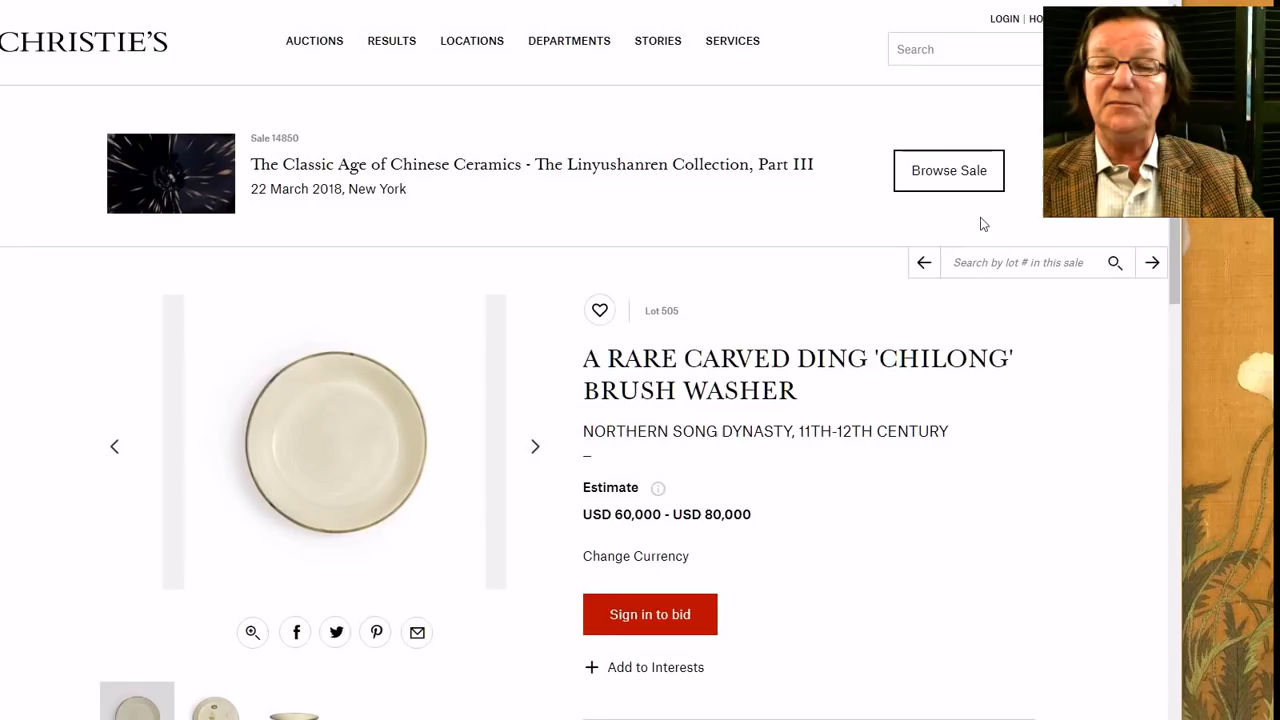 LOGIN | HO
CHRISTIE'S
AUCTIONS RESULTS LOCATIONS DEPARTMENTS STORIES SERVICES
Search
Sale 14850
The Classic Age of Chinese Ceramics - The Linyushanren Collection, Part III
22 March 2018, New York
Browse Sale
Search by lot # in this sale
Lot 505
A RARE CARVED DING 'CHILONG'
BRUSH WASHER
NORTHERN SONG DYNASTY, 11TH-12TH CENTURY
–
Estimate
USD 60,000 - USD 80,000
Change Currency
Sign in to bid
+ Add to Interests